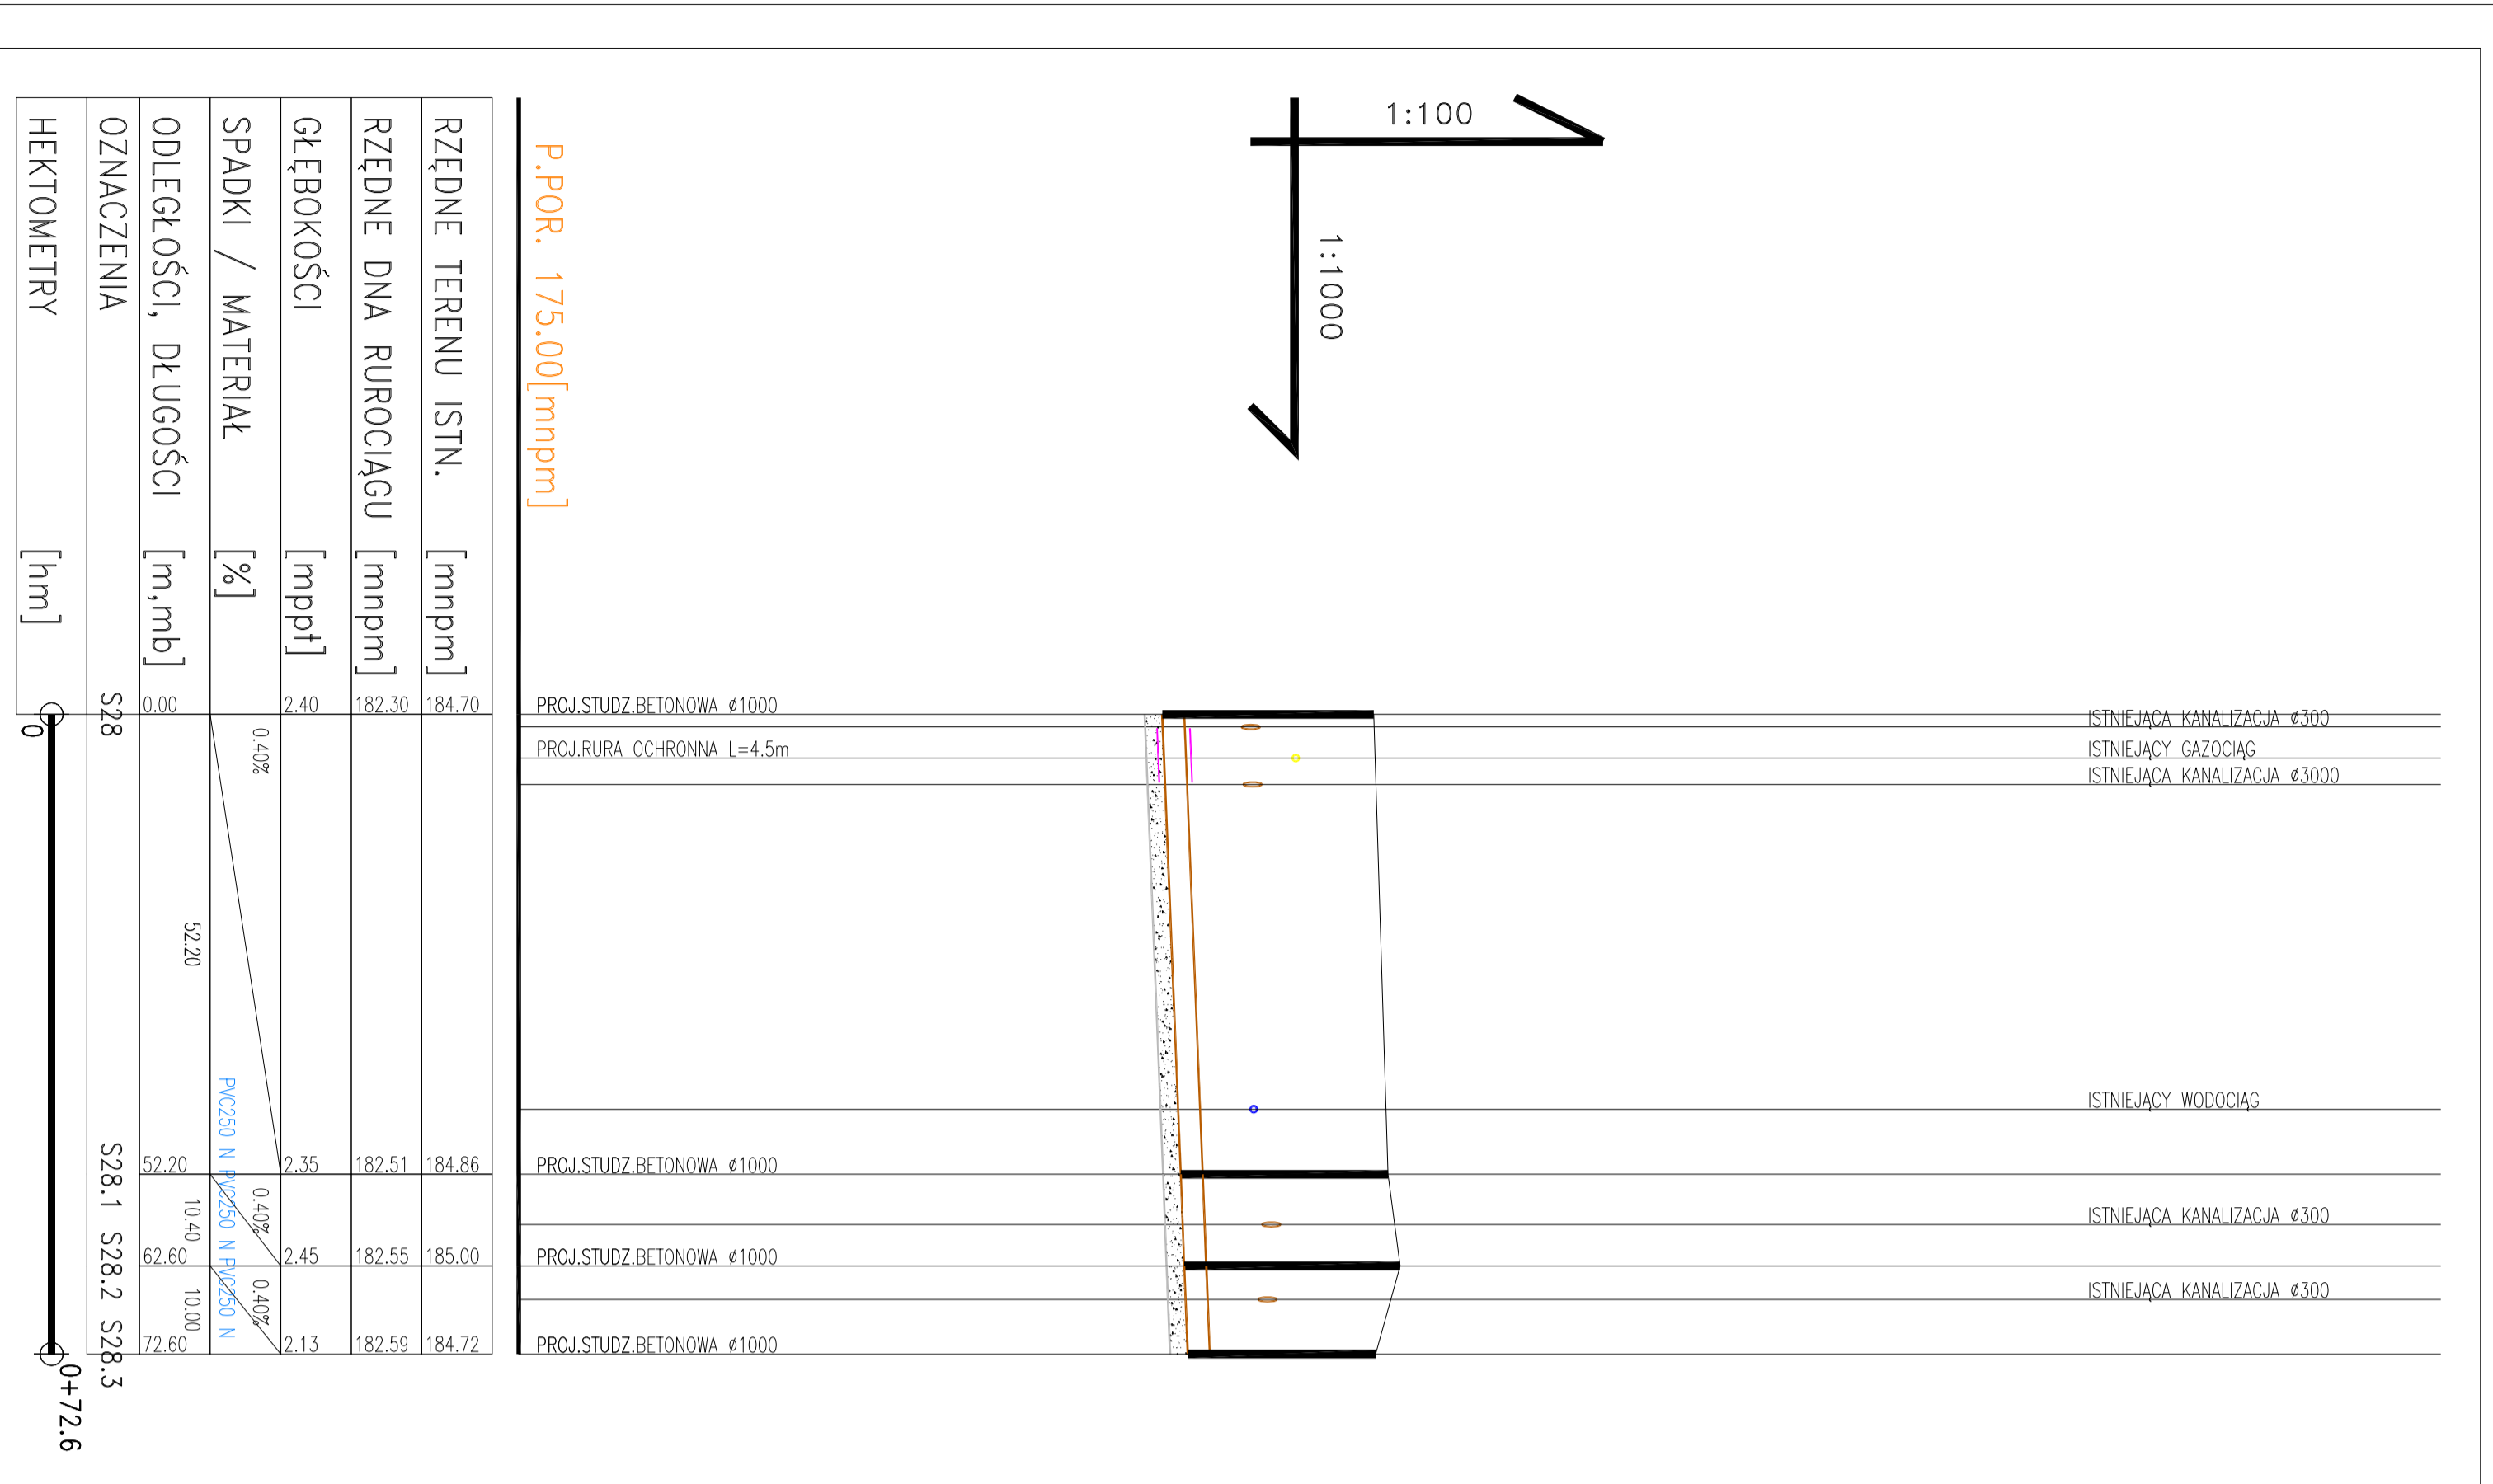 1:100
1:1000
P.POR. 175.00[mnpm]
RZĘDNE TERENU ISTN. [mnpm] 184.70 184.86 185.00 184.72
RZĘDNE DNA RUROCIĄGU [mnpm] 182.30 182.51 182.55 182.59
GŁĘBOKOŚCI [mppt] 2.40 2.35 2.45 2.13
SPADKI / MATERIAŁ [%] 0.40% 0.40% 0.40%
PVC250 N PVC250 N PVC250 N
ODLEGŁOŚCI, DŁUGOŚCI [m,mb] 0.00 52.20 62.60 72.60
52.20 10.40 10.00
OZNACZENIA S28 S28.1 S28.2 S28.3
HEKTOMETRY [hm] 0 0+72.6
PROJ.STUDZ.BETONOWA ø1000
PROJ.RURA OCHRONNA L=4.5m
PROJ.STUDZ.BETONOWA ø1000
PROJ.STUDZ.BETONOWA ø1000
PROJ.STUDZ.BETONOWA ø1000
ISTNIEJĄCA KANALIZACJA ø300
ISTNIEJĄCY GAZOCIĄG
ISTNIEJĄCA KANALIZACJA ø3000
ISTNIEJĄCY WODOCIĄG
ISTNIEJĄCA KANALIZACJA ø300
ISTNIEJĄCA KANALIZACJA ø300